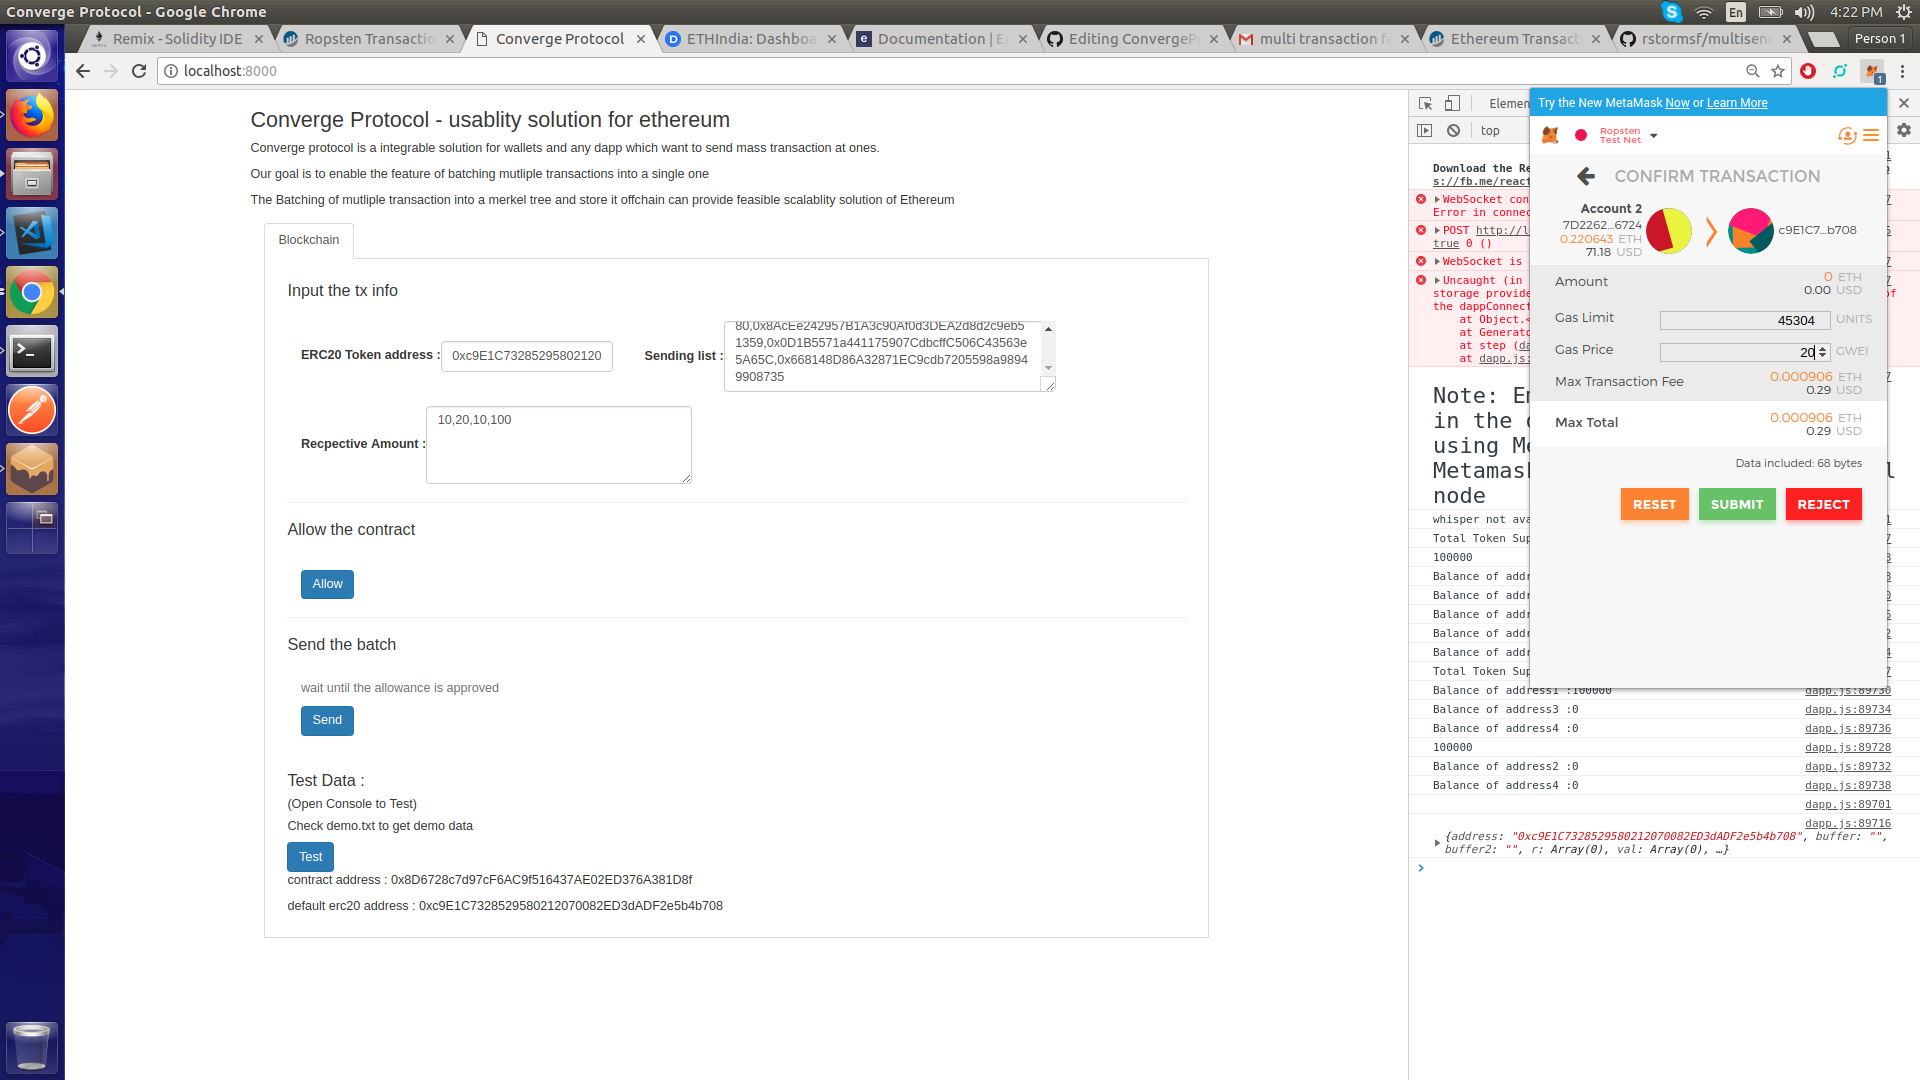 Converge Protocol - Google Chrome
En
4:22 PM
Remix - Solidity IDE
Ropsten Transactio
Converge Protocol
ETHIndia: Dashboa
Documentation | E
Editing ConvergeP
multi transaction f
Ethereum Transact
rstormsf/multisend
Person 1
localhost:8000
1
Converge Protocol - usablity solution for ethereum
Converge protocol is a integrable solution for wallets and any dapp which want to send mass transaction at ones.
Our goal is to enable the feature of batching mutliple transactions into a single one
The Batching of mutliple transaction into a merkel tree and store it offchain can provide feasible scalablity solution of Ethereum
Blockchain
Input the tx info
ERC20 Token address :
0xc9E1C73285295802120
Sending list :
80,0x8AcEe242957B1A3c90Af0d3DEA2d8d2c9eb5
1359,0x0D1B5571a441175907CdbcffC506C43563e
5A65C,0x668148D86A32871EC9cdb7205598a9894
9908735
Recpective Amount :
10,20,10,100
Allow the contract
Allow
Send the batch
wait until the allowance is approved
Send
Test Data :
(Open Console to Test)
Check demo.txt to get demo data
Test
contract address : 0x8D6728c7d97cF6AC9f516437AE02ED376A381D8f
default erc20 address : 0xc9E1C7328529580212070082ED3dADF2e5b4b708
Elemen
top
Download the Re
s://fb.me/react
WebSocket con
Error in connec
POST http://l
true 0 ()
WebSocket is
Uncaught (in
storage provide
the dappConnect
at Object.<
at Generato
at step (da
at dapp.js:
Note: Em
in the
using Me
Metamask
node
whisper not ava
Total Token Sup
100000
Balance of addr
Balance of addr
Balance of addr
Balance of addr
Balance of addr
Total Token Sup
Balance of address1 :100000 dapp.js:89730
Balance of address3 :0 dapp.js:89734
Balance of address4 :0 dapp.js:89736
100000 dapp.js:89728
Balance of address2 :0 dapp.js:89732
Balance of address4 :0 dapp.js:89738
dapp.js:89701
dapp.js:89716
{address: "0xc9E1C7328529580212070082ED3dADF2e5b4b708", buffer: "",
buffer2: "", r: Array(0), val: Array(0), …}
Try the New MetaMask Now or Learn More
Ropsten
Test Net
CONFIRM TRANSACTION
Account 2
7D2262...6724
0.220643 ETH
71.18 USD
c9E1C7...b708
Amount
0 ETH
0.00 USD
Gas Limit
45304 UNITS
Gas Price
20 GWEI
Max Transaction Fee
0.000906 ETH
0.29 USD
Max Total
0.000906 ETH
0.29 USD
Data included: 68 bytes
RESET
SUBMIT
REJECT